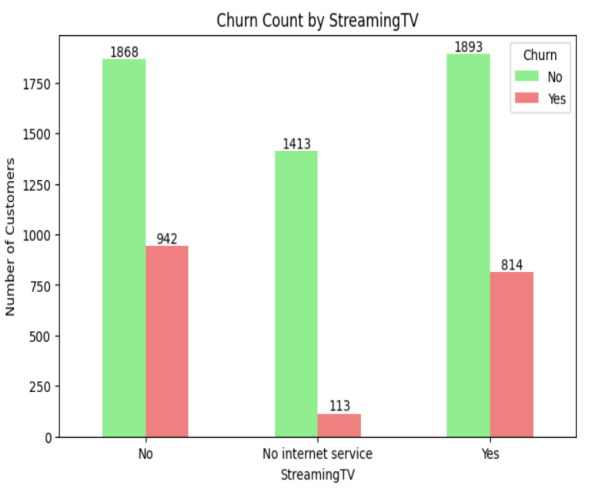 Churn Count by StreamingTV
Churn
No
Yes
1868
942
1413
113
1893
814
1750
1500
1250
1000
750
500
250
0
Number of Customers
No
No internet service
Yes
StreamingTV